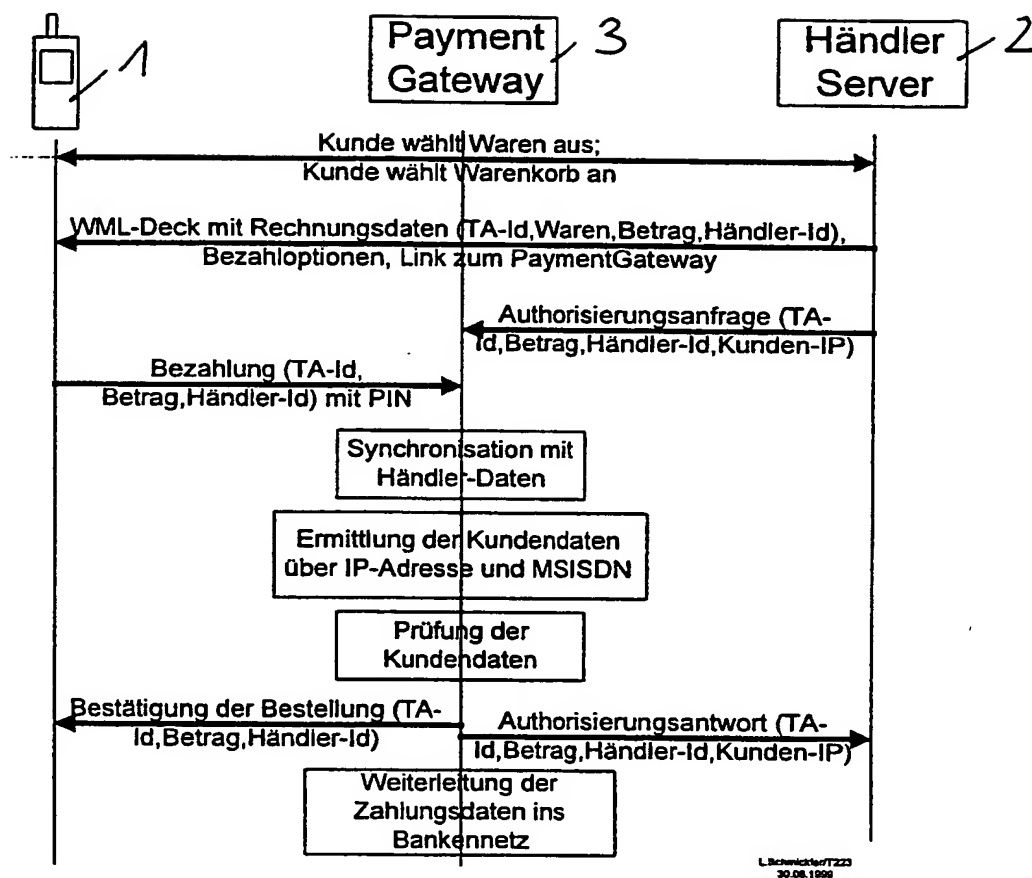 1
Payment
Gateway
3
Händler
Server
2
Kunde wählt Waren aus;
Kunde wählt Warenkorb an
WML-Deck mit Rechnungsdaten (TA-Id,Waren,Betrag,Händler-Id),
Bezahloptionen, Link zum PaymentGateway
Authorisierungsanfrage (TA-
Id,Betrag,Händler-Id,Kunden-IP)
Bezahlung (TA-Id,
Betrag,Händler-Id) mit PIN
Synchronisation mit
Händler-Daten
Ermittlung der Kundendaten
über IP-Adresse und MSISDN
Prüfung der
Kundendaten
Bestätigung der Bestellung (TA-
Id,Betrag,Händler-Id)
Authorisierungsantwort (TA-
Id,Betrag,Händler-Id,Kunden-IP)
Weiterleitung der
Zahlungsdaten ins
Bankennetz
L.Schmickler/T223
30.08.1999